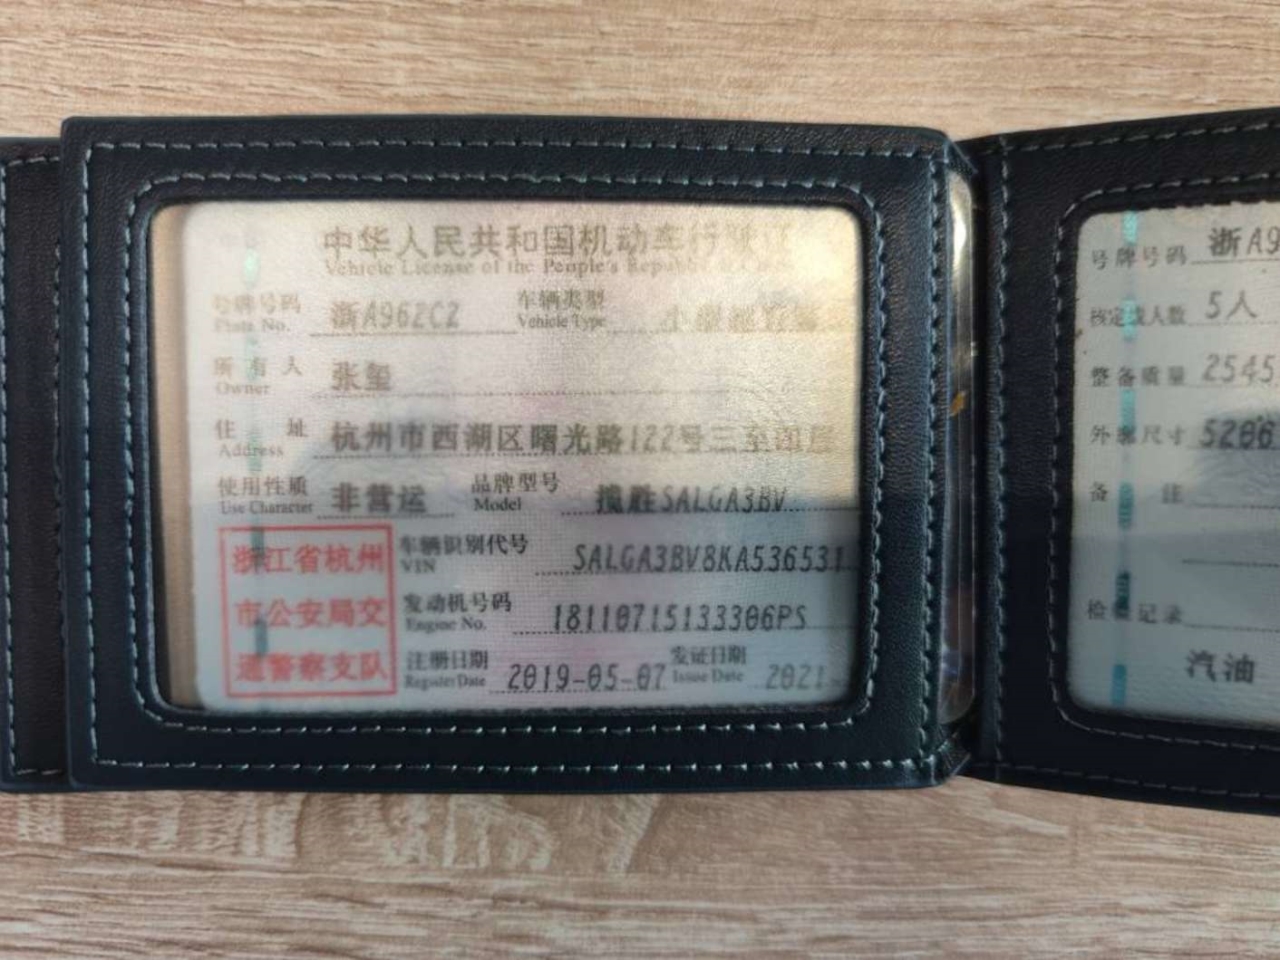 中华人民共和国机动车行驶证
Vehicle License of the People's Republic of China
号牌号码 浙A962C2 车辆类型
Plate No. Vehicle Type
所有人 张玺
Owner
住址 杭州市西湖区曙光路122号三至
Address
使用性质 非营运 品牌型号 揽胜SALGA3BV
Use Character Model
浙江省杭州
市公安局交
通警察支队
车辆识别代号 SALGA3BV8KA536531
VIN
发动机号码 18110715133306PS
Engine No.
注册日期 2019-05-07 发证日期 2021-
Register Date Issue Date
号牌号码 浙A9
核定载人数 5人
整备质量 2545
外廓尺寸 5206
备注
检验记录
汽油